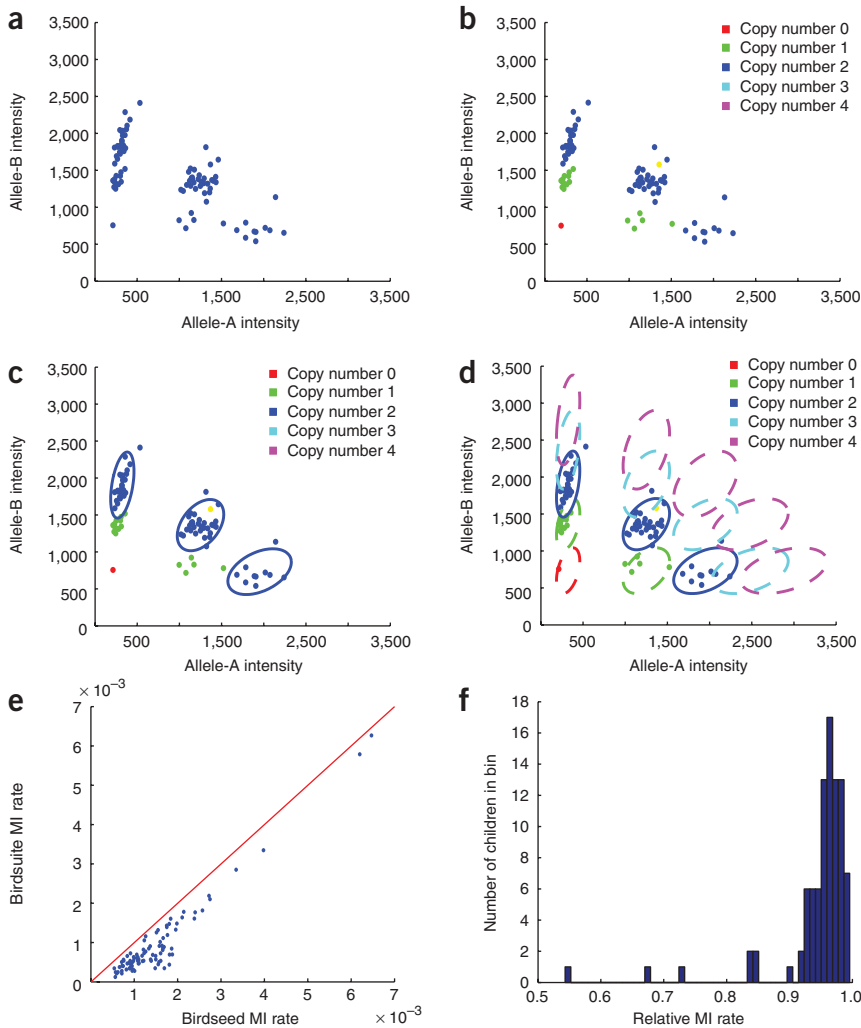 a
3,500
3,000
2,500
2,000
1,500
1,000
500
0
Allele-B intensity
500
1,500
2,500
3,500
Allele-A intensity
b
3,500
3,000
2,500
2,000
1,500
1,000
500
0
Allele-B intensity
500
1,500
2,500
3,500
Allele-A intensity
Copy number 0
Copy number 1
Copy number 2
Copy number 3
Copy number 4
c
3,500
3,000
2,500
2,000
1,500
1,000
500
0
Allele-B intensity
500
1,500
2,500
3,500
Allele-A intensity
Copy number 0
Copy number 1
Copy number 2
Copy number 3
Copy number 4
d
3,500
3,000
2,500
2,000
1,500
1,000
500
0
Allele-B intensity
500
1,500
2,500
3,500
Allele-A intensity
Copy number 0
Copy number 1
Copy number 2
Copy number 3
Copy number 4
e
× 10⁻³
7
6
5
4
3
2
1
0
Birdsuite MI rate
0
1
2
3
4
5
6
7
Birdseed MI rate
× 10⁻³
f
18
16
14
12
10
8
6
4
2
0
Number of children in bin
0.5
0.6
0.7
0.8
0.9
1.0
Relative MI rate